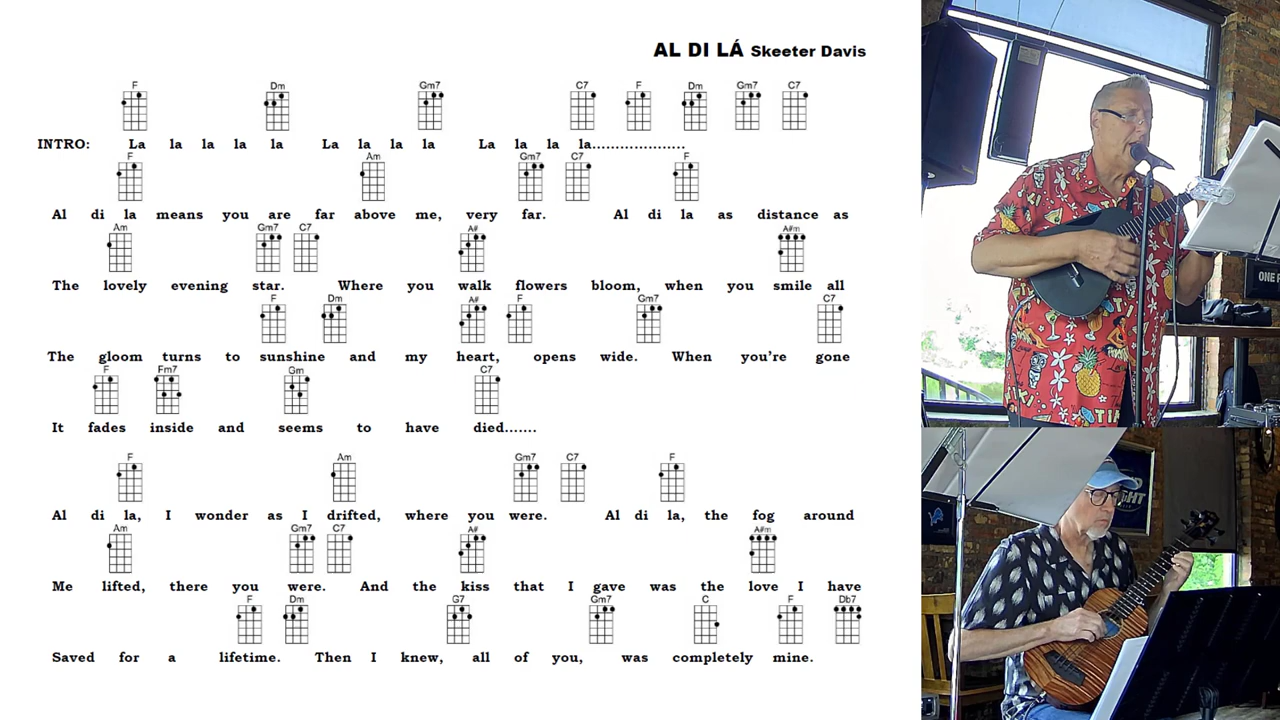 AL DI LÁ Skeeter Davis
F Dm Gm7 C7 F Dm Gm7 C7
INTRO: La la la la la La la la la La la la la....................
F Am Gm7 C7 F
Al di la means you are far above me, very far. Al di la as distance as
Am Gm7 C7 A# A#m
The lovely evening star. Where you walk flowers bloom, when you smile all
F Dm A# F Gm7 C7
The gloom turns to sunshine and my heart, opens wide. When you're gone
F Fm7 Gm C7
It fades inside and seems to have died.......
F Am Gm7 C7 F
Al di la, I wonder as I drifted, where you were. Al di la, the fog around
Am Gm7 C7 A# A#m
Me lifted, there you were. And the kiss that I gave was the love I have
F Dm G7 Gm7 C F Db7
Saved for a lifetime. Then I knew, all of you, was completely mine.
TIKI
ONE